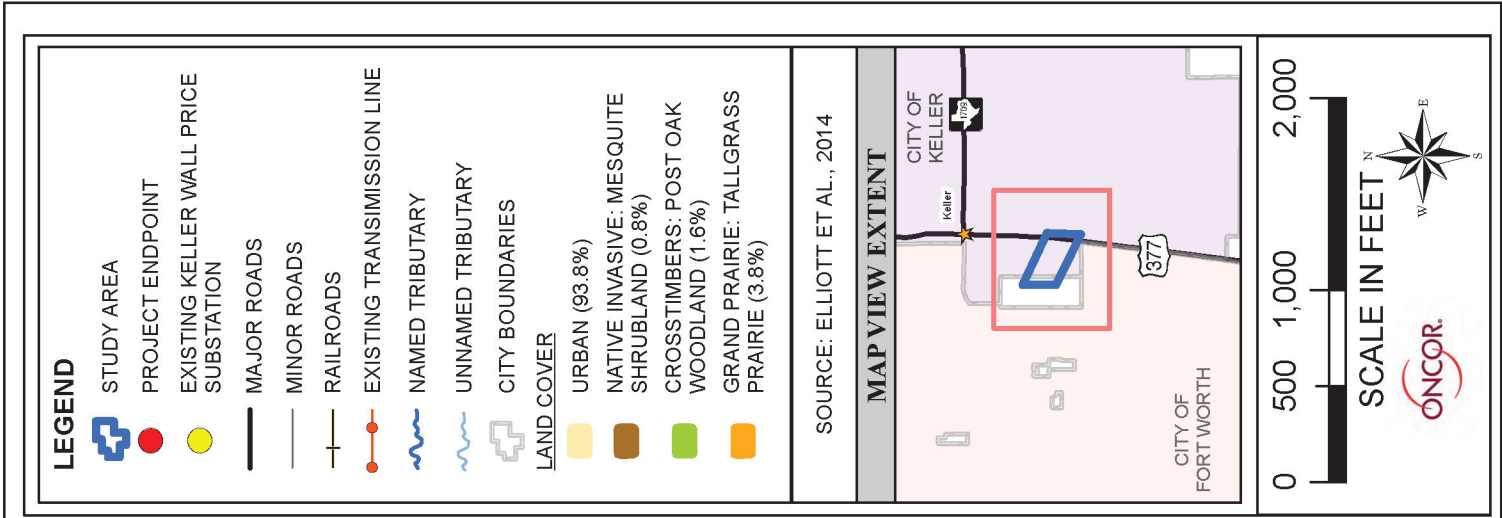 LEGEND
STUDY AREA
PROJECT ENDPOINT
EXISTING KELLER WALL PRICE
SUBSTATION
MAJOR ROADS
MINOR ROADS
RAILROADS
EXISTING TRANSIMISSION LINE
NAMED TRIBUTARY
UNNAMED TRIBUTARY
CITY BOUNDARIES
LAND COVER
URBAN (93.8%)
NATIVE INVASIVE: MESQUITE
SHRUBLAND (0.8%)
CROSSTIMBERS: POST OAK
WOODLAND (1.6%)
GRAND PRAIRIE: TALLGRASS
PRAIRIE (3.8%)
SOURCE: ELLIOTT ET AL., 2014
MAP VIEW EXTENT
CITY OF
KELLER
1709
Keller
377
CITY OF
FORT WORTH
0 500 1,000 2,000
SCALE IN FEET
N
W E
S
ONCOR.